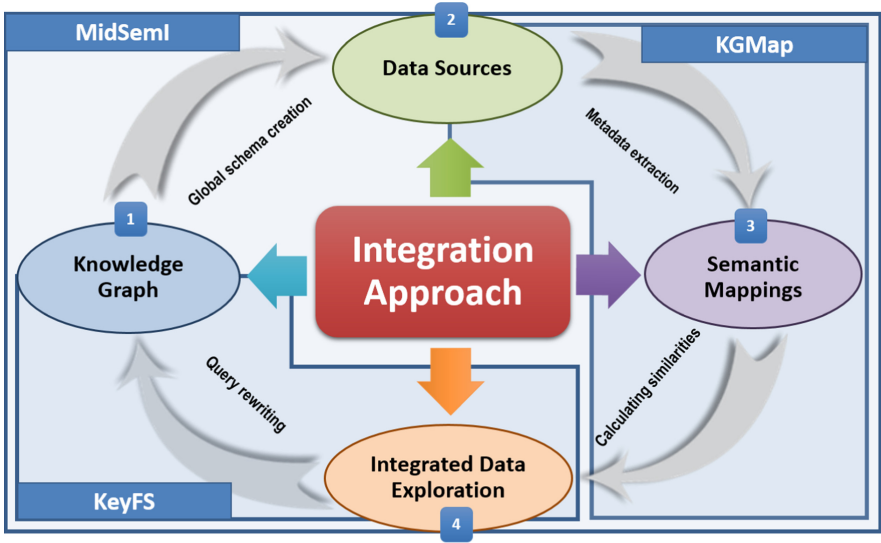 MidSemI
2
Data Sources
KGMap
Global schema creation
Metadata extraction
1
Knowledge
Graph
Integration
Approach
3
Semantic
Mappings
Query rewriting
Calculating similarities
Integrated Data
Exploration
KeyFS
4